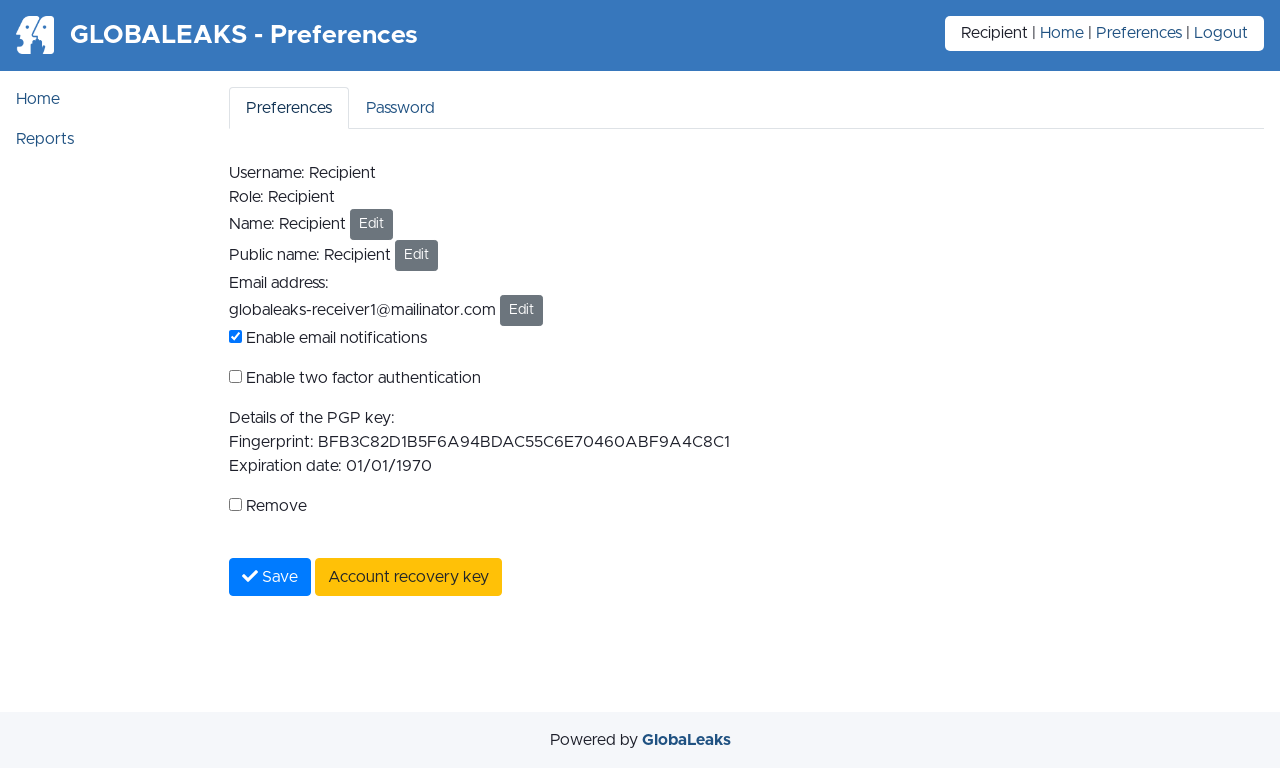 GLOBALEAKS - Preferences
Recipient | Home | Preferences | Logout
Home
Reports
Preferences
Password
Username: Recipient
Role: Recipient
Name: Recipient Edit
Public name: Recipient Edit
Email address:
globaleaks-receiver1@mailinator.com Edit
Enable email notifications
Enable two factor authentication
Details of the PGP key:
Fingerprint: BFB3C82D1B5F6A94BDAC55C6E70460ABF9A4C8C1
Expiration date: 01/01/1970
Remove
Save
Account recovery key
Powered by GlobaLeaks